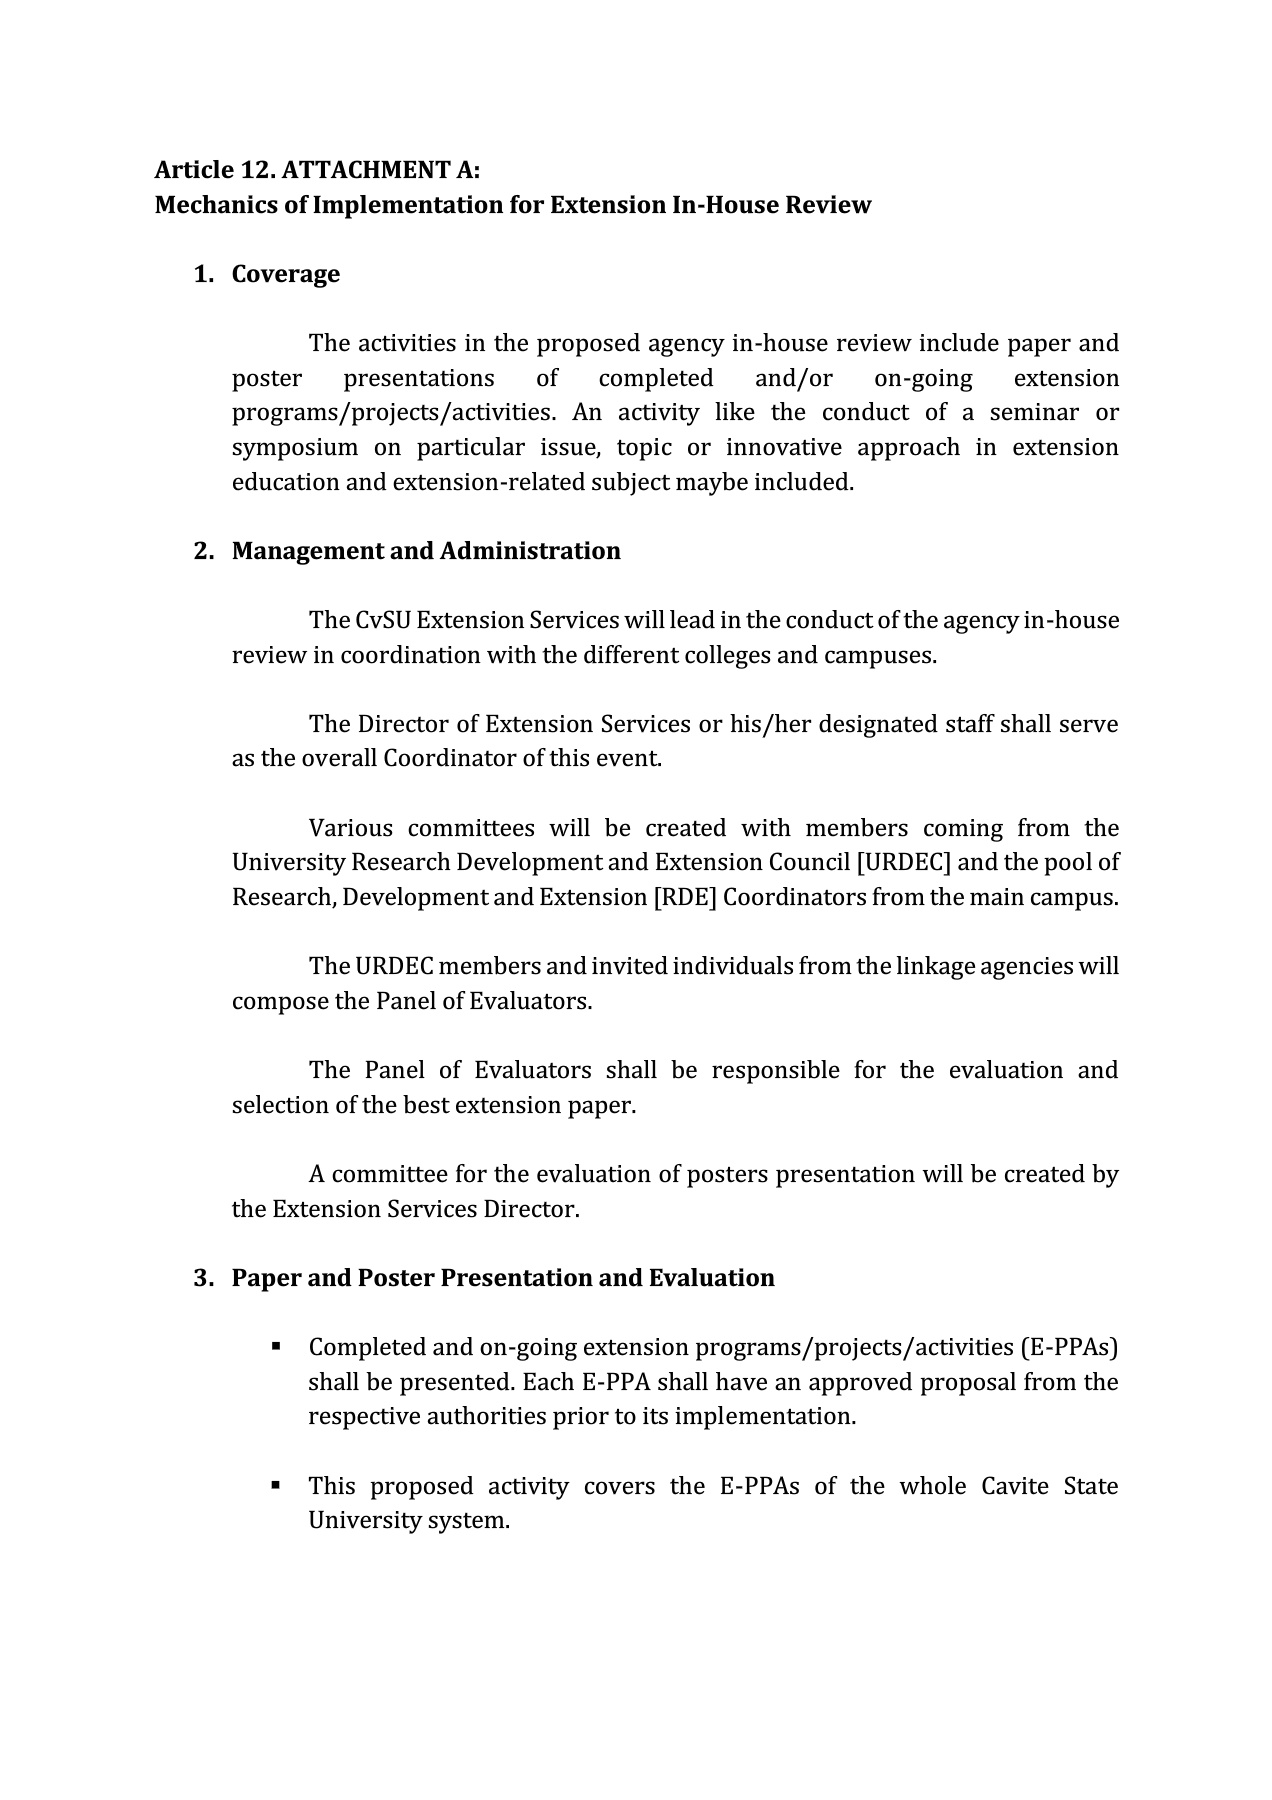 Article 12. ATTACHMENT A:
Mechanics of Implementation for Extension In-House Review
1. Coverage
The activities in the proposed agency in-house review include paper and
poster presentations of completed and/or on-going extension
programs/projects/activities. An activity like the conduct of a seminar or
symposium on particular issue, topic or innovative approach in extension
education and extension-related subject maybe included.
2. Management and Administration
The CvSU Extension Services will lead in the conduct of the agency in-house
review in coordination with the different colleges and campuses.
The Director of Extension Services or his/her designated staff shall serve
as the overall Coordinator of this event.
Various committees will be created with members coming from the
University Research Development and Extension Council [URDEC] and the pool of
Research, Development and Extension [RDE] Coordinators from the main campus.
The URDEC members and invited individuals from the linkage agencies will
compose the Panel of Evaluators.
The Panel of Evaluators shall be responsible for the evaluation and
selection of the best extension paper.
A committee for the evaluation of posters presentation will be created by
the Extension Services Director.
3. Paper and Poster Presentation and Evaluation
▪ Completed and on-going extension programs/projects/activities (E-PPAs)
shall be presented. Each E-PPA shall have an approved proposal from the
respective authorities prior to its implementation.
▪ This proposed activity covers the E-PPAs of the whole Cavite State
University system.